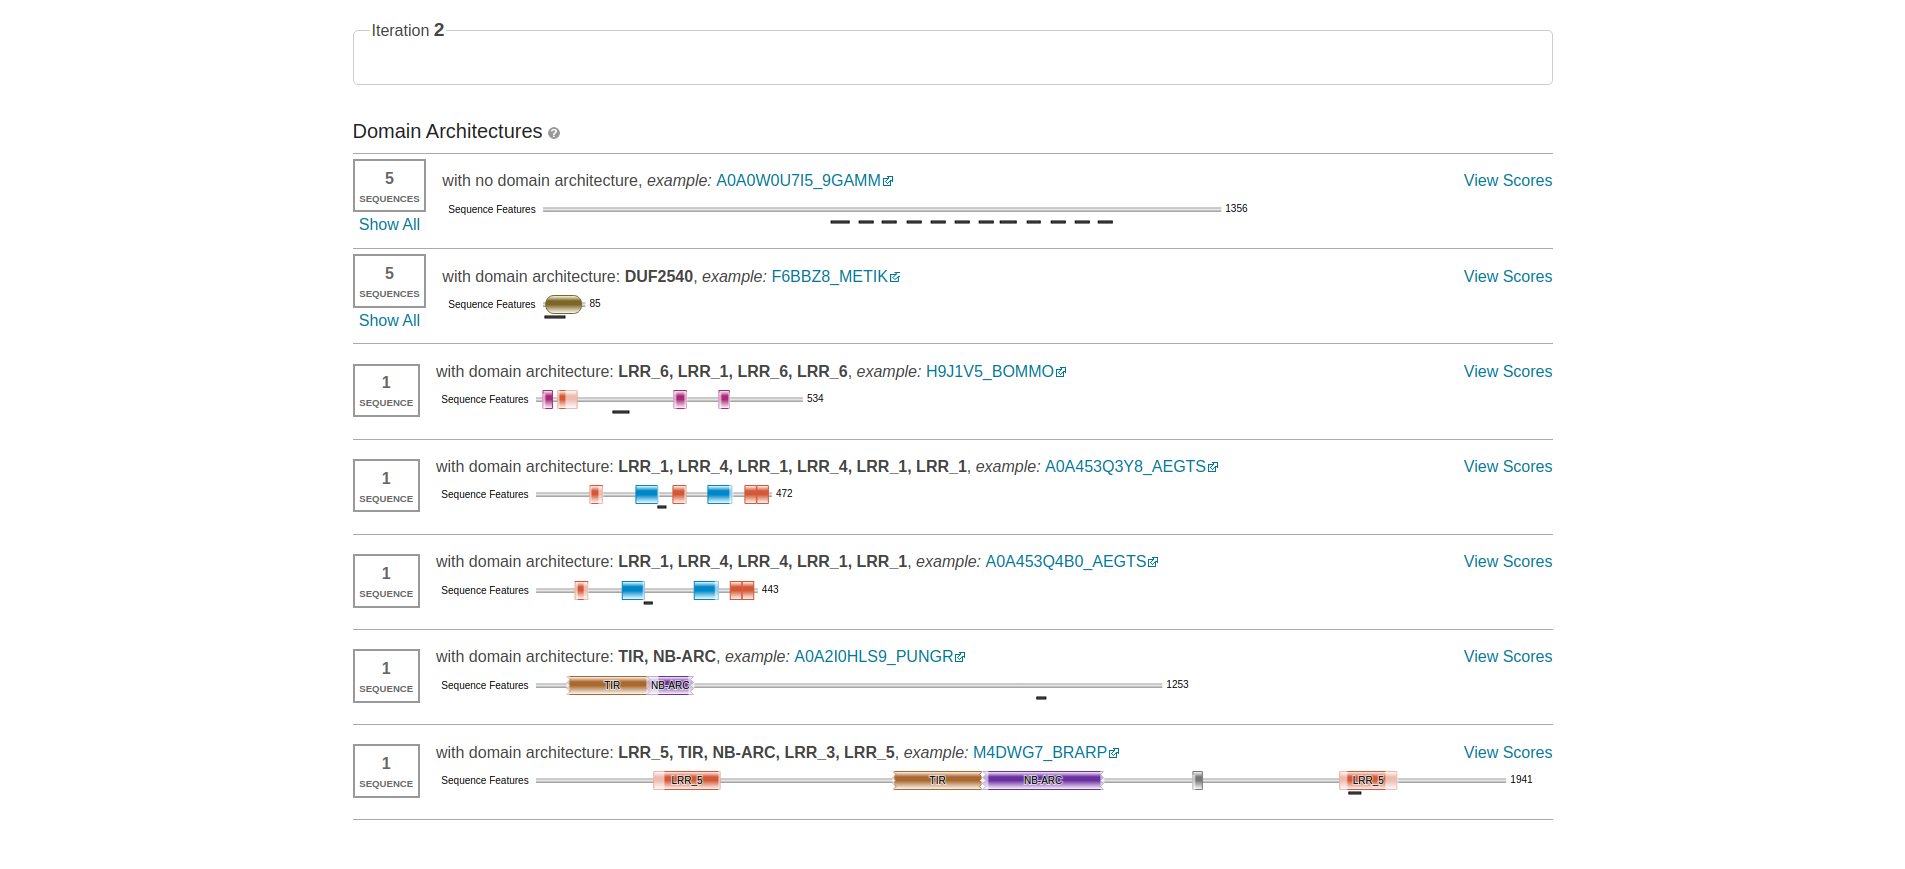 Iteration 2
Domain Architectures ?
5
SEQUENCES
Show All
with no domain architecture, example: A0A0W0U7I5_9GAMM
View Scores
Sequence Features 1356
5
SEQUENCES
Show All
with domain architecture: DUF2540, example: F6BBZ8_METIK
View Scores
Sequence Features 85
1
SEQUENCE
with domain architecture: LRR_6, LRR_1, LRR_6, LRR_6, example: H9J1V5_BOMMO
View Scores
Sequence Features 534
1
SEQUENCE
with domain architecture: LRR_1, LRR_4, LRR_1, LRR_4, LRR_1, LRR_1, example: A0A453Q3Y8_AEGTS
View Scores
Sequence Features 472
1
SEQUENCE
with domain architecture: LRR_1, LRR_4, LRR_4, LRR_1, LRR_1, example: A0A453Q4B0_AEGTS
View Scores
Sequence Features 443
1
SEQUENCE
with domain architecture: TIR, NB-ARC, example: A0A2I0HLS9_PUNGR
View Scores
Sequence Features TIR NB-ARC 1253
1
SEQUENCE
with domain architecture: LRR_5, TIR, NB-ARC, LRR_3, LRR_5, example: M4DWG7_BRARP
View Scores
Sequence Features LRR_5 TIR NB-ARC LRR_5 1941